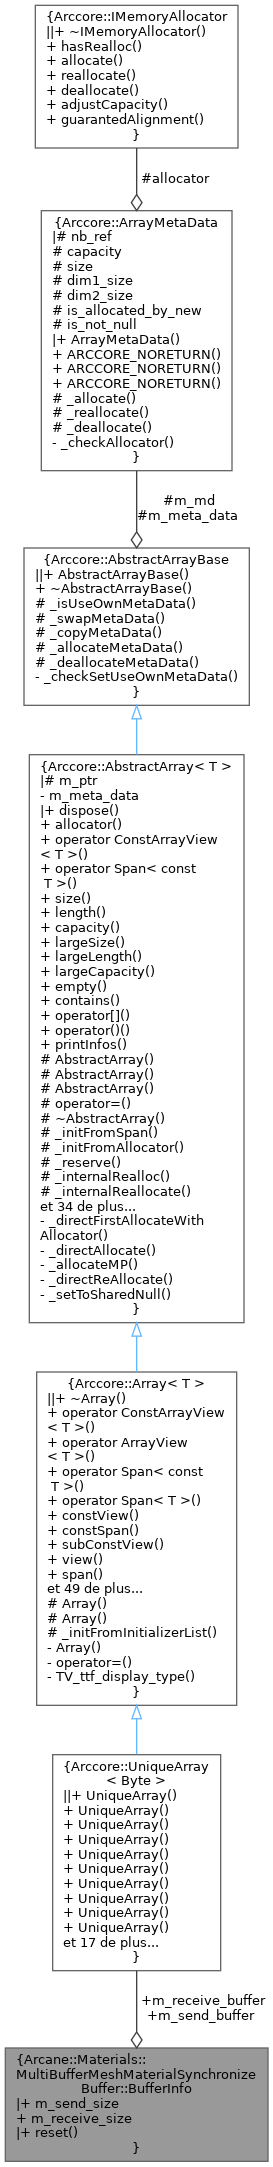 {Arccore::IMemoryAllocator
||+ ~IMemoryAllocator()
+ hasRealloc()
+ allocate()
+ reallocate()
+ deallocate()
+ adjustCapacity()
+ guarantedAlignment()
}
#allocator
{Arccore::ArrayMetaData
|# nb_ref
# capacity
# size
# dim1_size
# dim2_size
# is_allocated_by_new
# is_not_null
|+ ArrayMetaData()
+ ARCCORE_NORETURN()
+ ARCCORE_NORETURN()
+ ARCCORE_NORETURN()
# _allocate()
# _reallocate()
# _deallocate()
- _checkAllocator()
}
#m_md
#m_meta_data
{Arccore::AbstractArrayBase
||+ AbstractArrayBase()
+ ~AbstractArrayBase()
# _isUseOwnMetaData()
# _swapMetaData()
# _copyMetaData()
# _allocateMetaData()
# _deallocateMetaData()
- _checkSetUseOwnMetaData()
}
{Arccore::AbstractArray< T >
|# m_ptr
- m_meta_data
|+ dispose()
+ allocator()
+ operator ConstArrayView
< T >()
+ operator Span< const
T >()
+ size()
+ length()
+ capacity()
+ largeSize()
+ largeLength()
+ largeCapacity()
+ empty()
+ contains()
+ operator[]()
+ operator()()
+ printInfos()
# AbstractArray()
# AbstractArray()
# AbstractArray()
# operator=()
# ~AbstractArray()
# _initFromSpan()
# _initFromAllocator()
# _reserve()
# _internalRealloc()
# _internalReallocate()
et 34 de plus...
- _directFirstAllocateWith
Allocator()
- _directAllocate()
- _allocateMP()
- _directReAllocate()
- _setToSharedNull()
}
{Arccore::Array< T >
||+ ~Array()
+ operator ConstArrayView
< T >()
+ operator ArrayView
< T >()
+ operator Span< const
T >()
+ operator Span< T >()
+ constView()
+ constSpan()
+ subConstView()
+ view()
+ span()
et 49 de plus...
# Array()
# Array()
# _initFromInitializerList()
- Array()
- operator=()
- TV_ttf_display_type()
}
{Arccore::UniqueArray
< Byte >
||+ UniqueArray()
+ UniqueArray()
+ UniqueArray()
+ UniqueArray()
+ UniqueArray()
+ UniqueArray()
+ UniqueArray()
+ UniqueArray()
+ UniqueArray()
+ UniqueArray()
et 17 de plus...
}
+m_receive_buffer
+m_send_buffer
{Arcane::Materials::
MultiBufferMeshMaterialSynchronize
Buffer::BufferInfo
|+ m_send_size
+ m_receive_size
|+ reset()
}